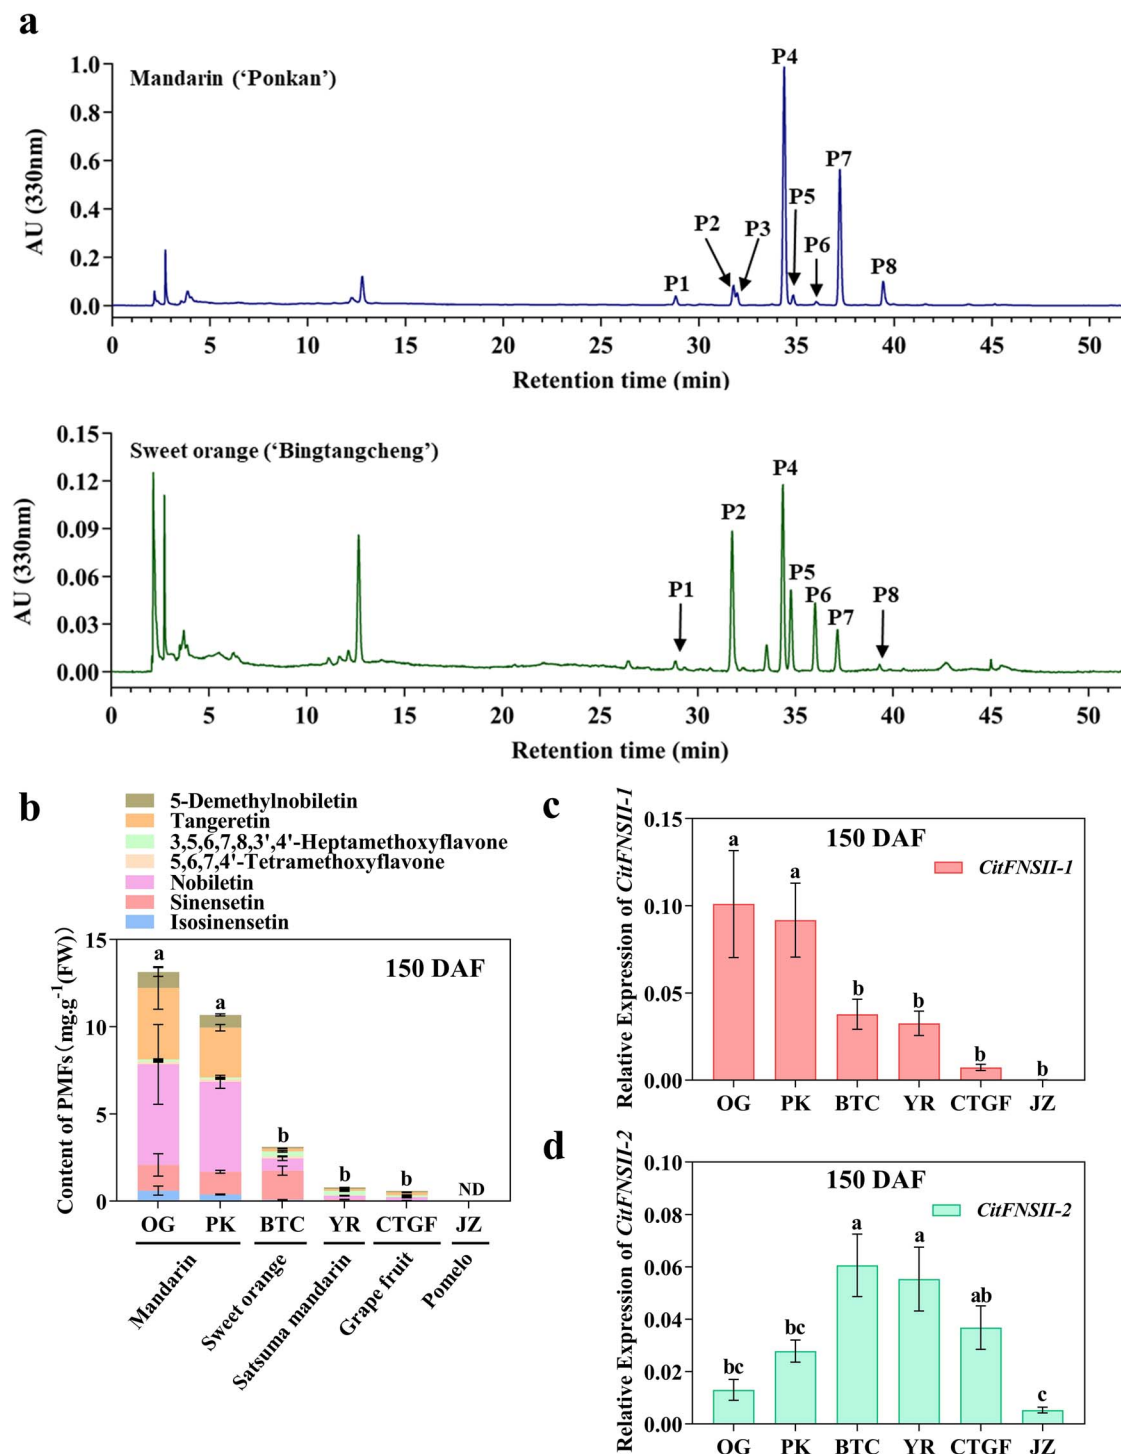 a
Mandarin (‘Ponkan’)
AU (330nm)
1.0
0.8
0.6
0.4
0.2
0.0
P1
P2
P3
P4
P5
P6
P7
P8
0 5 10 15 20 25 30 35 40 45 50
Retention time (min)
Sweet orange (‘Bingtangcheng’)
AU (330nm)
0.15
0.12
0.09
0.06
0.03
0.00
P1
P2
P4
P5
P6
P7
P8
0 5 10 15 20 25 30 35 40 45 50
Retention time (min)
b
5-Demethylnobiletin
Tangeretin
3,5,6,7,8,3',4'-Heptamethoxyflavone
5,6,7,4'-Tetramethoxyflavone
Nobiletin
Sinensetin
Isosinensetin
Content of PMFs(mg.g-1(FW))
15
10
5
0
150 DAF
a a b b b ND
OG PK BTC YR CTGF JZ
Mandarin
Sweet orange
Satsuma mandarin
Grape fruit
Pomelo
c
Relative Expression of CitFNSII-1
0.15
0.10
0.05
0.00
150 DAF
CitFNSII-1
a a b b b b
OG PK BTC YR CTGF JZ
d
Relative Expression of CitFNSII-2
0.10
0.08
0.06
0.04
0.02
0.00
150 DAF
CitFNSII-2
bc bc a a ab c
OG PK BTC YR CTGF JZ